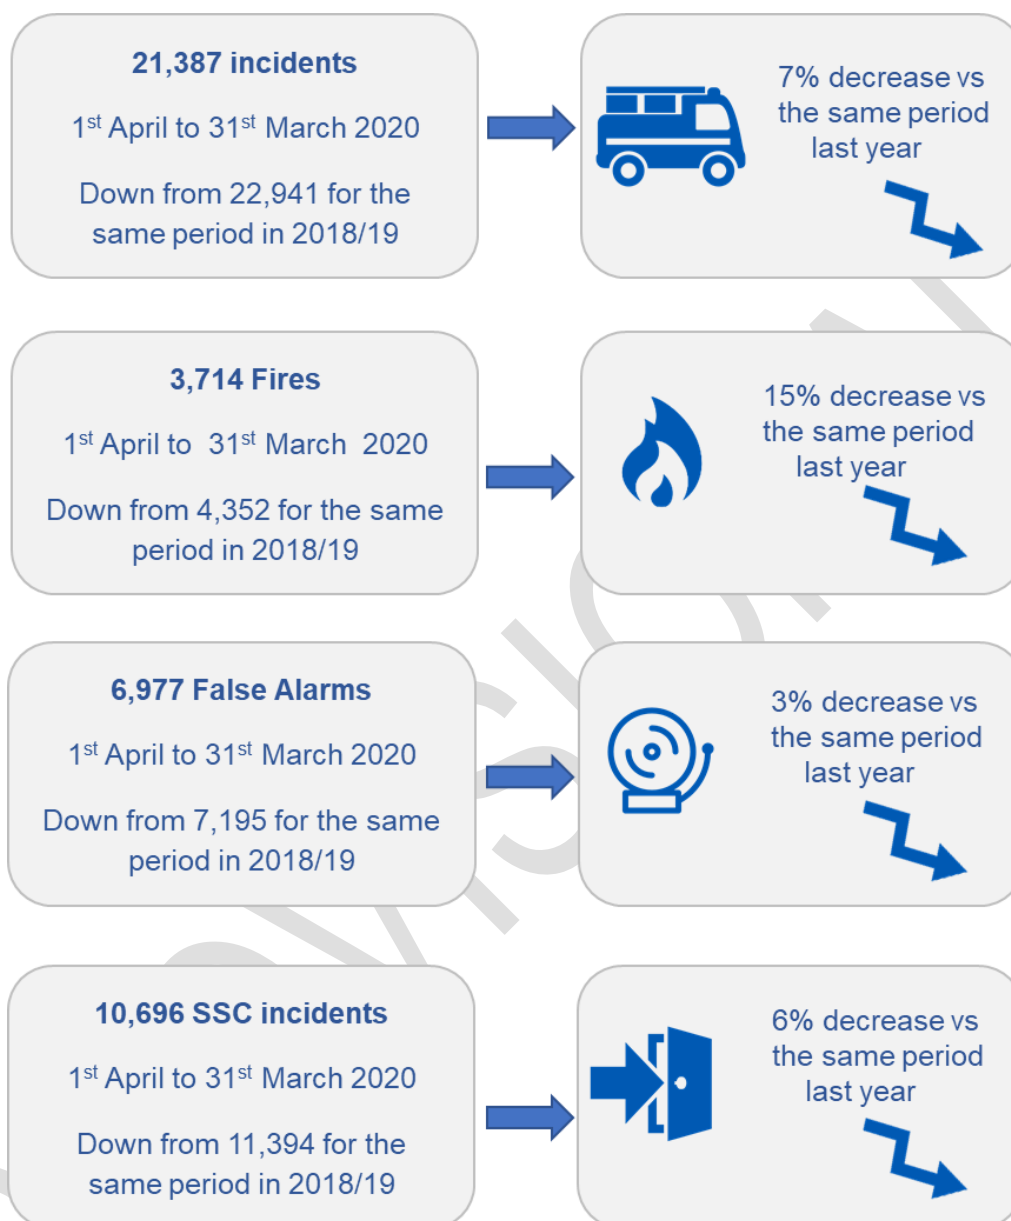 21,387 incidents
1st April to 31st March 2020
Down from 22,941 for the
same period in 2018/19
7% decrease vs
the same period
last year
3,714 Fires
1st April to 31st March 2020
Down from 4,352 for the same
period in 2018/19
15% decrease vs
the same period
last year
6,977 False Alarms
1st April to 31st March 2020
Down from 7,195 for the same
period in 2018/19
3% decrease vs
the same period
last year
10,696 SSC incidents
1st April to 31st March 2020
Down from 11,394 for the
same period in 2018/19
6% decrease vs
the same period
last year